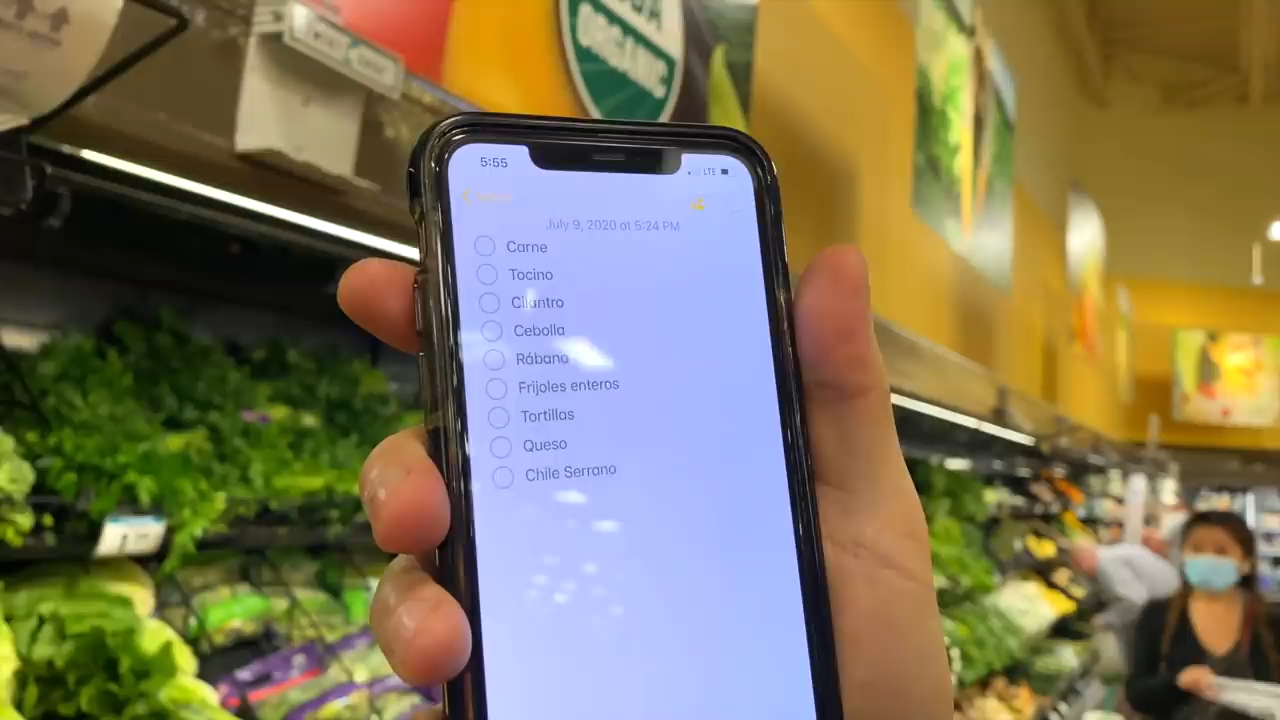 ORGANIC
5:55
LTE
July 9, 2020 at 5:24 PM
Carne
Tocino
Cilantro
Cebolla
Rábano
Frijoles enteros
Tortillas
Queso
Chile Serrano